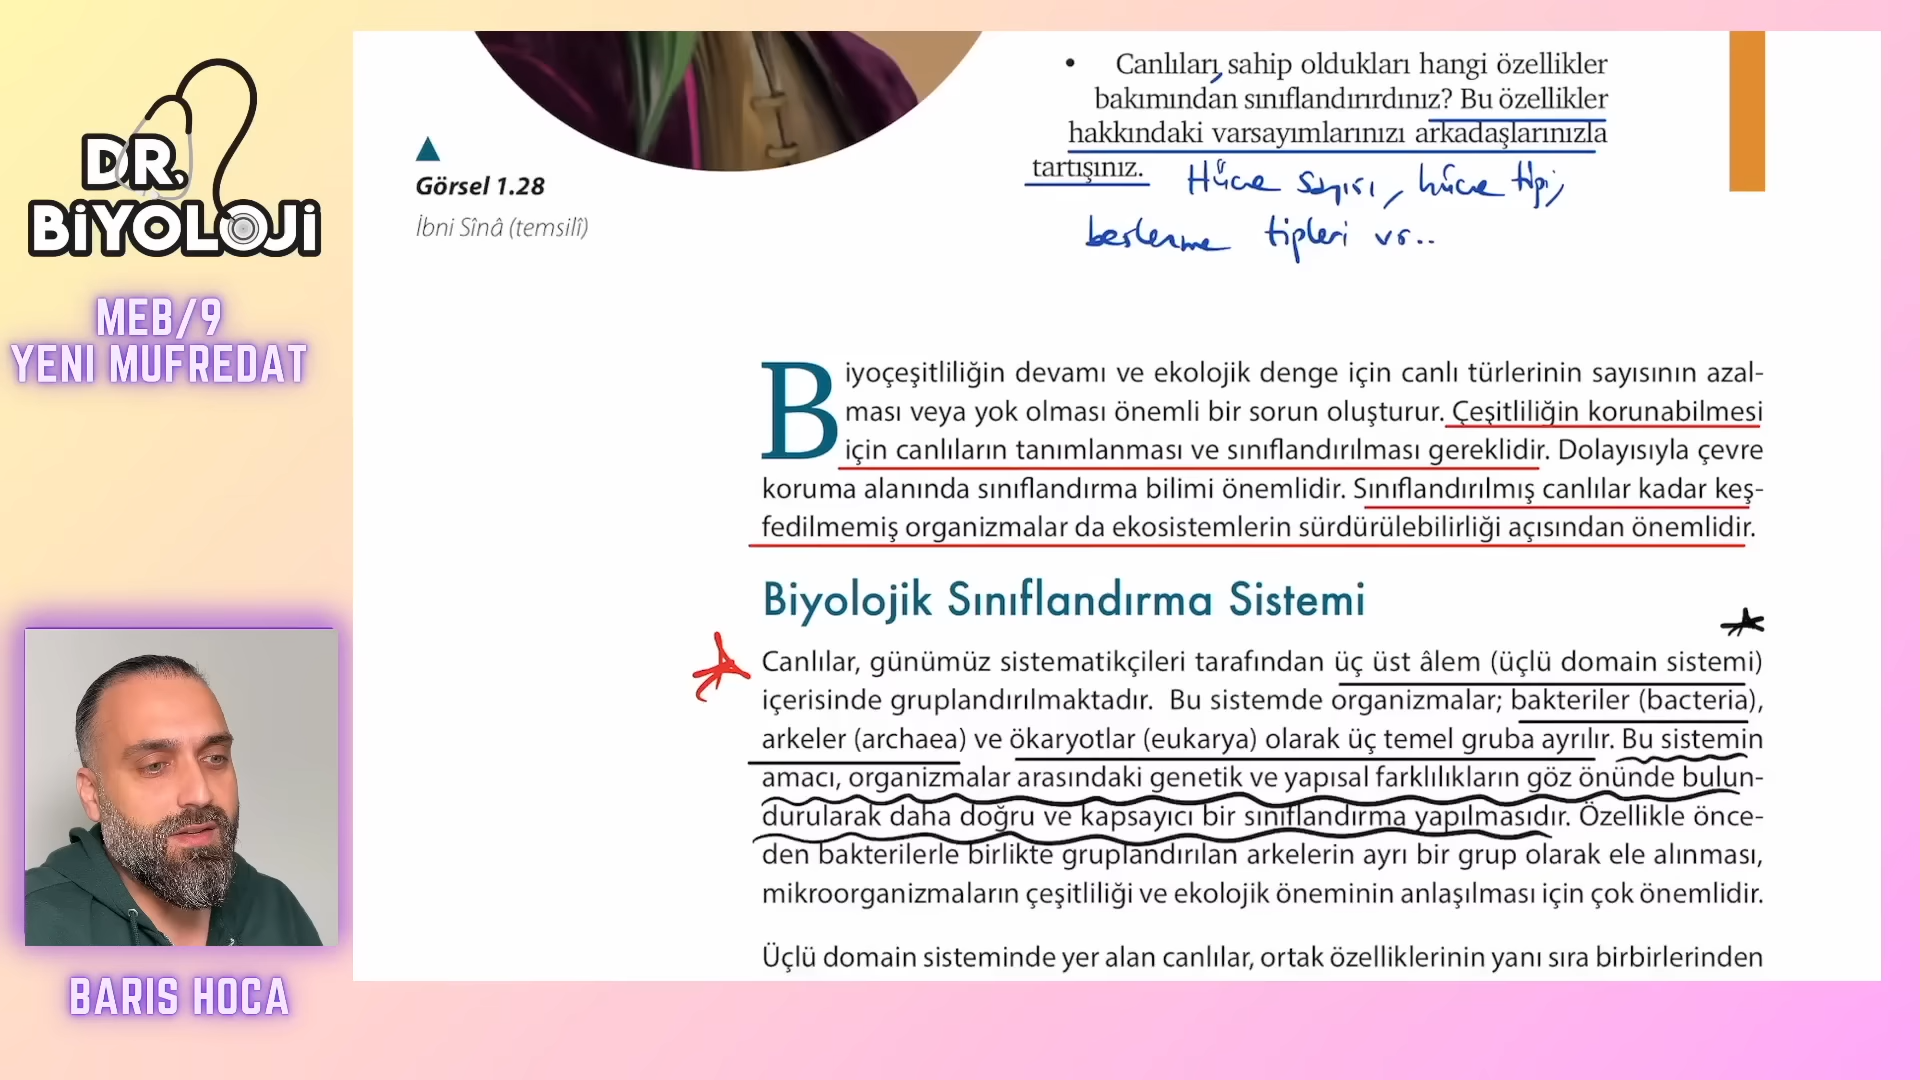 DR.
BiYOLOJi
MEB/9
YENI MUFREDAT
BARIS HOCA
Görsel 1.28
İbni Sînâ (temsilî)
• Canlıları, sahip oldukları hangi özellikler
bakımından sınıflandırırdınız? Bu özellikler
hakkındaki varsayımlarınızı arkadaşlarınızla
tartışınız. Hücre sayısı, hücre tipi,
beslenme tipleri vs..
Biyoçeşitliliğin devamı ve ekolojik denge için canlı türlerinin sayısının azal-
ması veya yok olması önemli bir sorun oluşturur. Çeşitliliğin korunabilmesi
için canlıların tanımlanması ve sınıflandırılması gereklidir. Dolayısıyla çevre
koruma alanında sınıflandırma bilimi önemlidir. Sınıflandırılmış canlılar kadar keş-
fedilmemiş organizmalar da ekosistemlerin sürdürülebilirliği açısından önemlidir.
Biyolojik Sınıflandırma Sistemi
Canlılar, günümüz sistematikçileri tarafından üç üst âlem (üçlü domain sistemi)
içerisinde gruplandırılmaktadır. Bu sistemde organizmalar; bakteriler (bacteria),
arkeler (archaea) ve ökaryotlar (eukarya) olarak üç temel gruba ayrılır. Bu sistemin
amacı, organizmalar arasındaki genetik ve yapısal farklılıkların göz önünde bulun-
durularak daha doğru ve kapsayıcı bir sınıflandırma yapılmasıdır. Özellikle önce-
den bakterilerle birlikte gruplandırılan arkelerin ayrı bir grup olarak ele alınması,
mikroorganizmaların çeşitliliği ve ekolojik öneminin anlaşılması için çok önemlidir.
Üçlü domain sisteminde yer alan canlılar, ortak özelliklerinin yanı sıra birbirlerinden